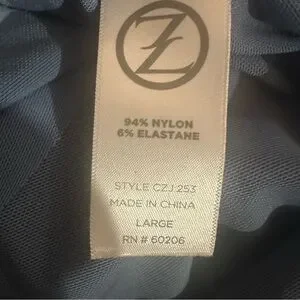 Z
94% NYLON
6% ELASTANE
STYLE CZJ 253
MADE IN CHINA
LARGE
RN # 60206